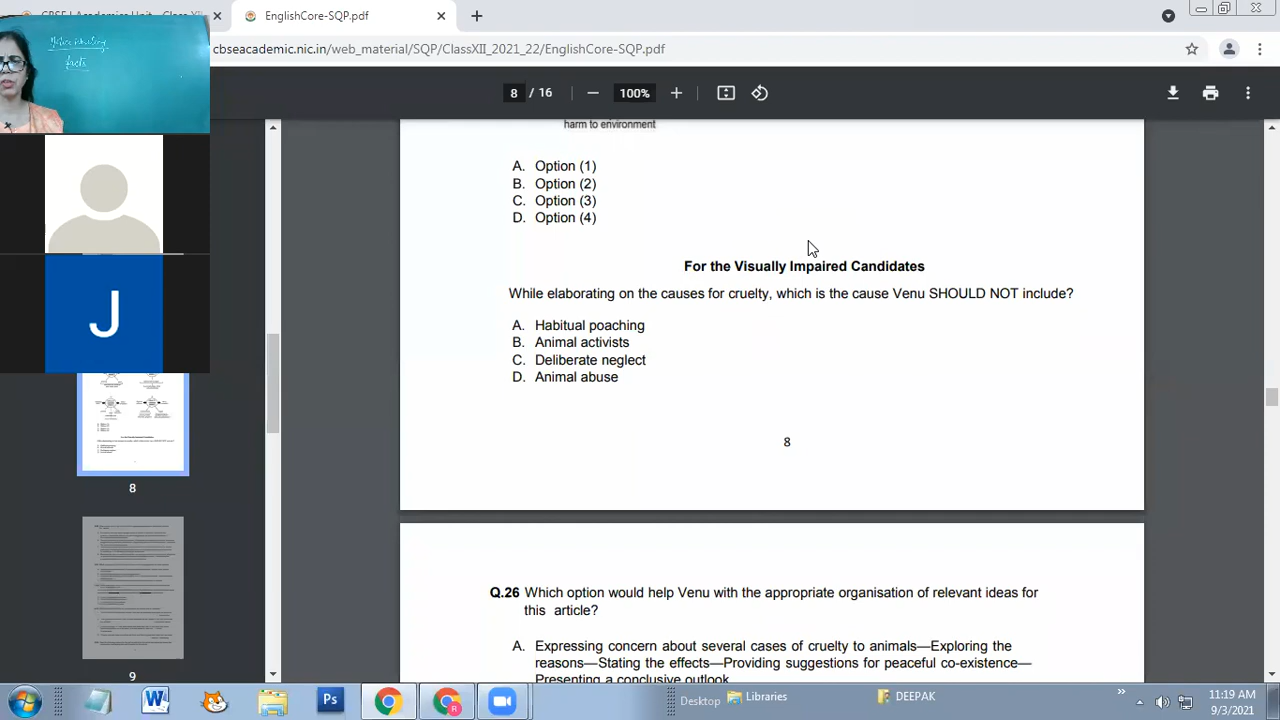 EnglishCore-SQP.pdf
cbseacademic.nic.in/web_material/SQP/ClassXII_2021_22/EnglishCore-SQP.pdf
facts
8 / 16
100%
harm to environment
A. Option (1)
B. Option (2)
C. Option (3)
D. Option (4)
For the Visually Impaired Candidates
While elaborating on the causes for cruelty, which is the cause Venu SHOULD NOT include?
A. Habitual poaching
B. Animal activists
C. Deliberate neglect
D. Animal abuse
8
J
8
9
Q.26 Which option would help Venu with the appropriate organisation of relevant ideas for
this article?
A. Expressing concern about several cases of cruelty to animals—Exploring the
reasons—Stating the effects—Providing suggestions for peaceful co-existence—
Presenting a conclusive outlook
Desktop
Libraries
DEEPAK
11:19 AM
9/3/2021